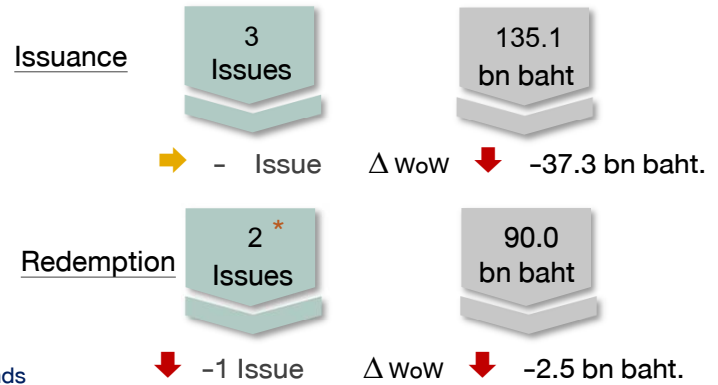 Issuance
3
Issues
135.1
bn baht
- Issue
Δ WoW -37.3 bn baht.
Redemption
2 *
Issues
90.0
bn baht
-1 Issue
Δ WoW -2.5 bn baht.